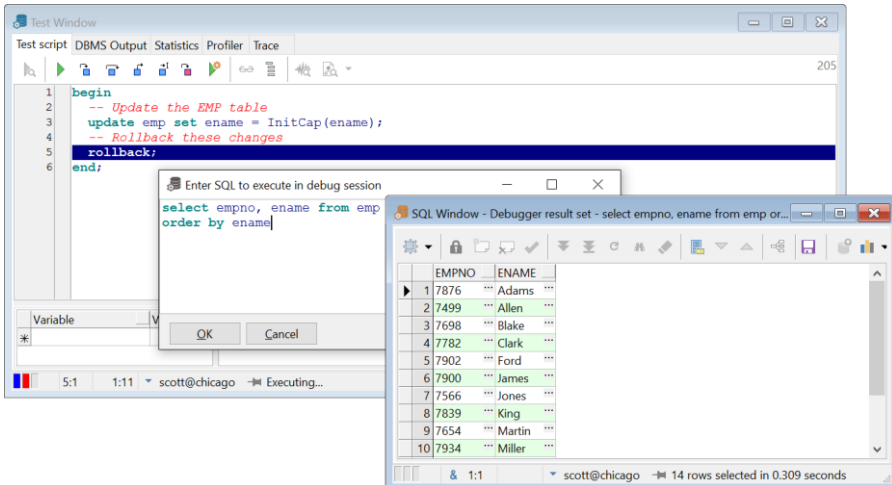 Test Window
Test script DBMS Output Statistics Profiler Trace
205
1 begin
2 -- Update the EMP table
3 update emp set ename = InitCap(ename);
4 -- Rollback these changes
5 rollback;
6 end;
Enter SQL to execute in debug session
select empno, ename from emp
order by ename
OK Cancel
Variable V
5:1 1:11 scott@chicago Executing...
SQL Window - Debugger result set - select empno, ename from emp or...
EMPNO ENAME
1 7876 ··· Adams ···
2 7499 ··· Allen ···
3 7698 ··· Blake ···
4 7782 ··· Clark ···
5 7902 ··· Ford ···
6 7900 ··· James ···
7 7566 ··· Jones ···
8 7839 ··· King ···
9 7654 ··· Martin ···
10 7934 ··· Miller ···
& 1:1 scott@chicago 14 rows selected in 0.309 seconds